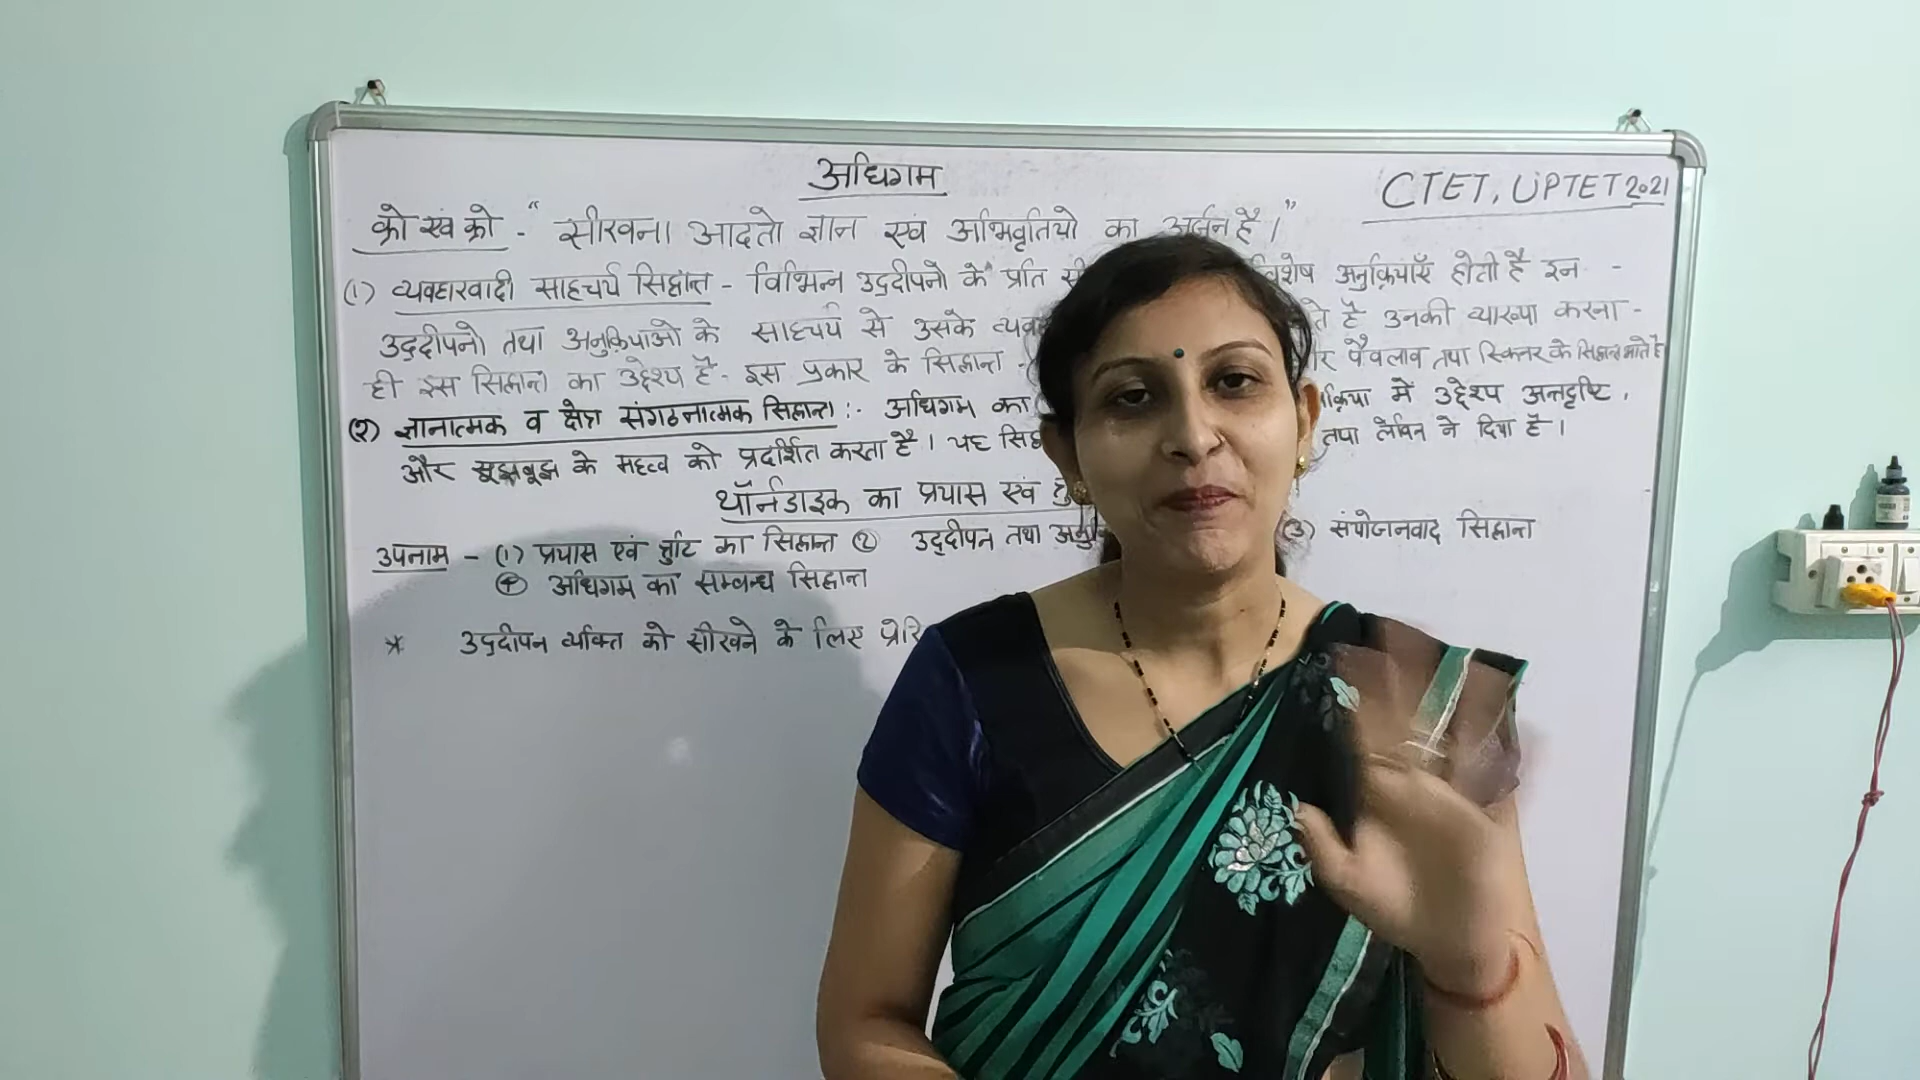 अधिगम
CTET, UPTET 2021
क्रो एवं क्रो - "सीखना आदतो ज्ञान एवं अभिवृतियो का अर्जन है।"
(1) व्यवहारवादी साहचर्य सिद्धांत - विभिन्न उद्दीपनो के प्रति विशेष अनुक्रियाएँ होती है इन -
उद्दीपनो तथा अनुक्रियाओ के साहचर्य से उसके है उनकी व्याख्या करना -
ही इस सिद्धान्त का उद्देश्य है - इस प्रकार के सिद्धान्त - पैवलाव तथा स्किनर के सिद्धान्त आते है
(2) ज्ञानात्मक व क्षेत्र संगठनात्मक सिद्धान्त :- अधिगम का में उद्देश्य अन्तदृष्टि,
और सूझबूझ के महत्व को प्रदर्शित करता है। यह तथा लेविन ने दिया है।
थॉर्नडाइक का प्रयास एवं
उपनाम - (1) प्रयास एवं त्रुटि का सिद्धान्त (2) उद्दीपन तथा (3) संयोजनवाद सिद्धान्त
(4) अधिगम का सम्बन्ध सिद्धान्त
* उद्दीपन व्यक्ति को सीखने के लिए